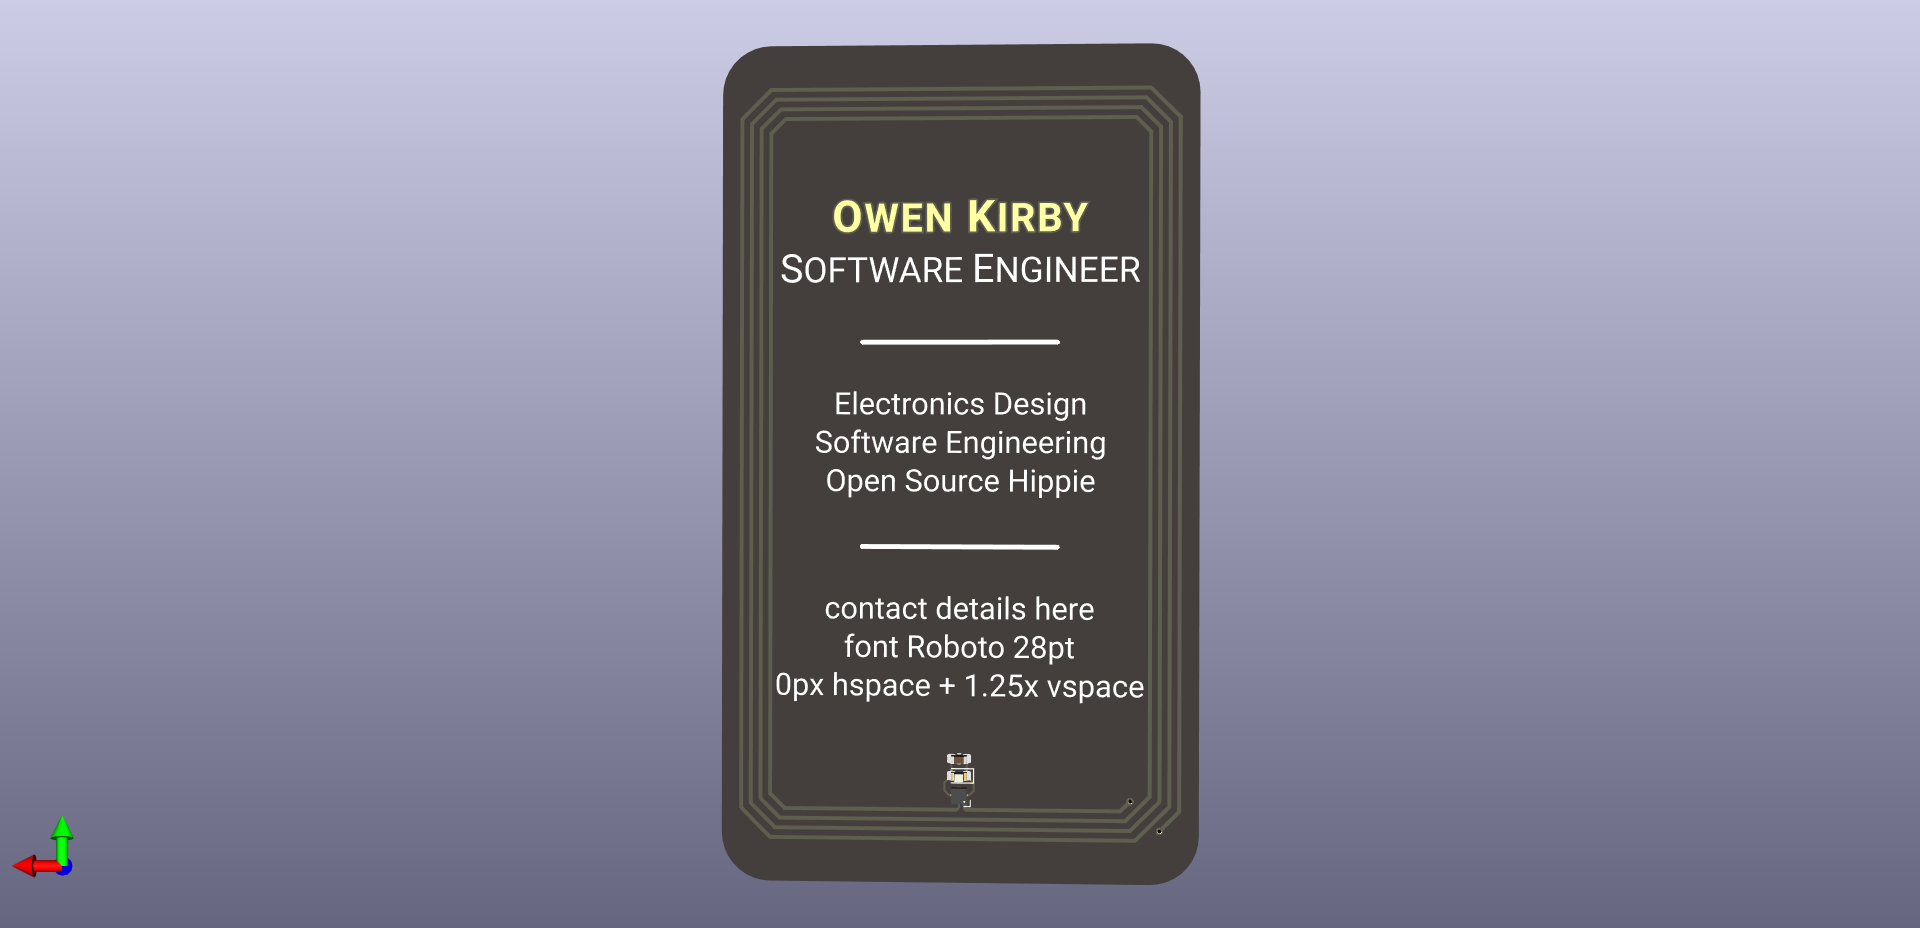 OWEN KIRBY
SOFTWARE ENGINEER
Electronics Design
Software Engineering
Open Source Hippie
contact details here
font Roboto 28pt
0px hspace + 1.25x vspace